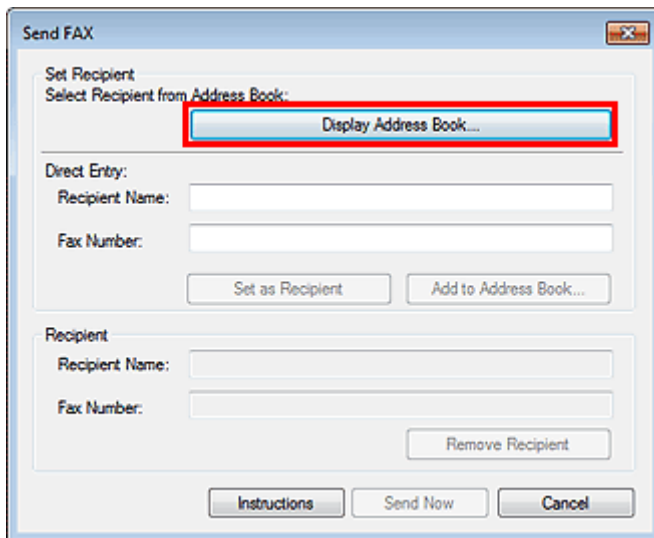 Send FAX
Set Recipient
Select Recipient from Address Book:
Display Address Book...
Direct Entry:
Recipient Name:
Fax Number:
Set as Recipient Add to Address Book...
Recipient
Recipient Name:
Fax Number:
Remove Recipient
Instructions Send Now Cancel